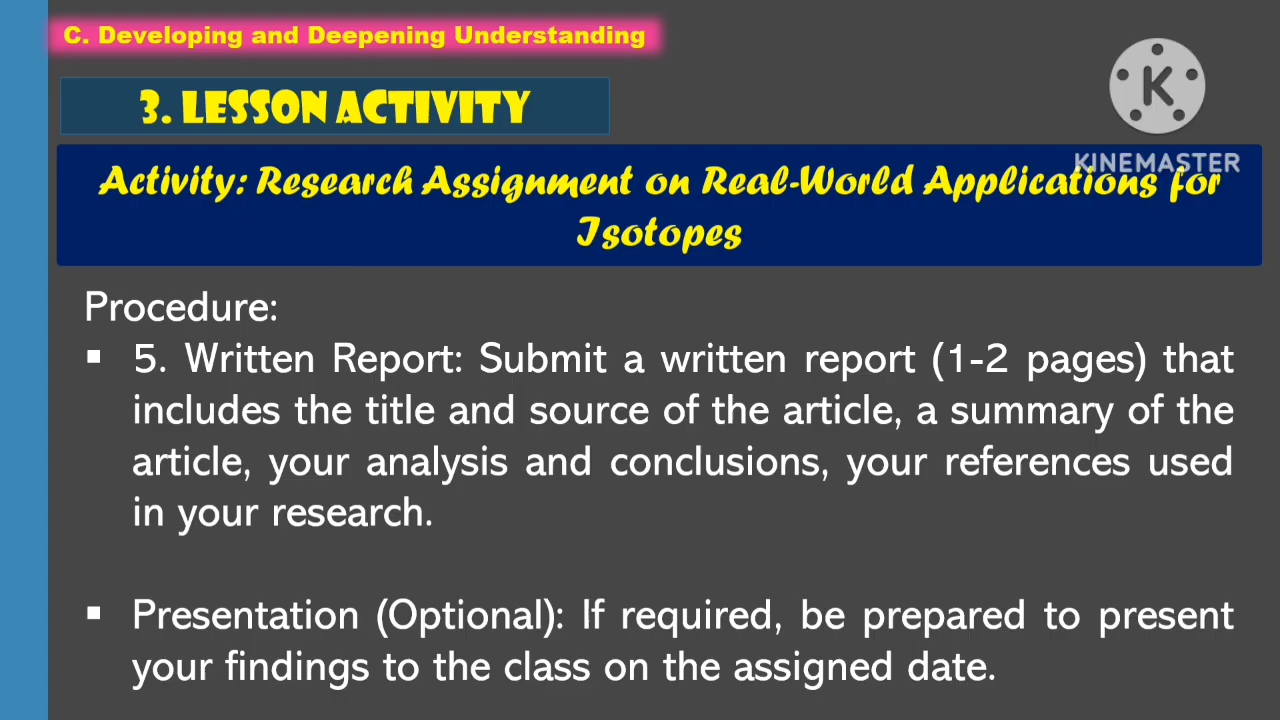 C. Developing and Deepening Understanding
3. LESSON ACTIVITY
K
KINEMASTER
Activity: Research Assignment on Real-World Applications for
Isotopes
Procedure:
▪ 5. Written Report: Submit a written report (1-2 pages) that
includes the title and source of the article, a summary of the
article, your analysis and conclusions, your references used
in your research.
▪ Presentation (Optional): If required, be prepared to present
your findings to the class on the assigned date.